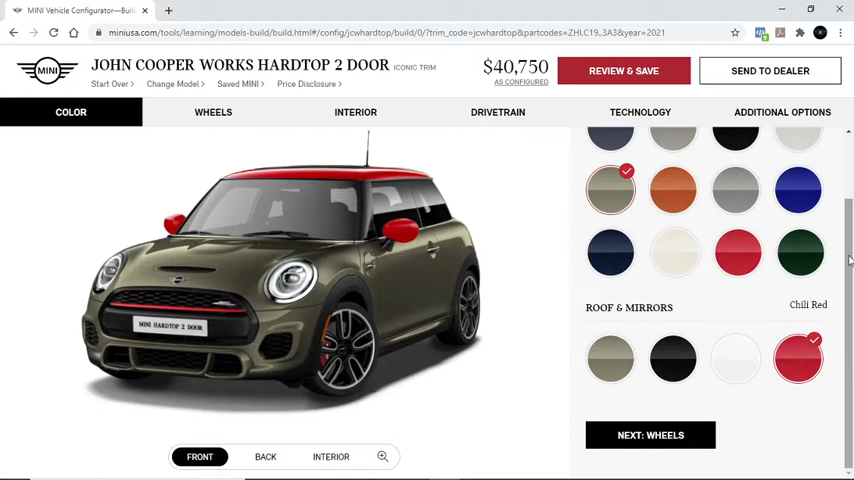 MINI Vehicle Configurator—Buil
miniusa.com/tools/learning/models-build/build.html#/config/jcwhardtop/build/0/?trim_code=jcwhardtop&partcodes=ZHLC19...3A3&year=2021
MINI
JOHN COOPER WORKS HARDTOP 2 DOOR ICONIC TRIM
Start Over > Change Model > Saved MINI > Price Disclosure >
$40,750
AS CONFIGURED
REVIEW & SAVE
SEND TO DEALER
COLOR
WHEELS
INTERIOR
DRIVETRAIN
TECHNOLOGY
ADDITIONAL OPTIONS
MINI HARDTOP 2 DOOR
ROOF & MIRRORS
Chili Red
NEXT: WHEELS
FRONT
BACK
INTERIOR